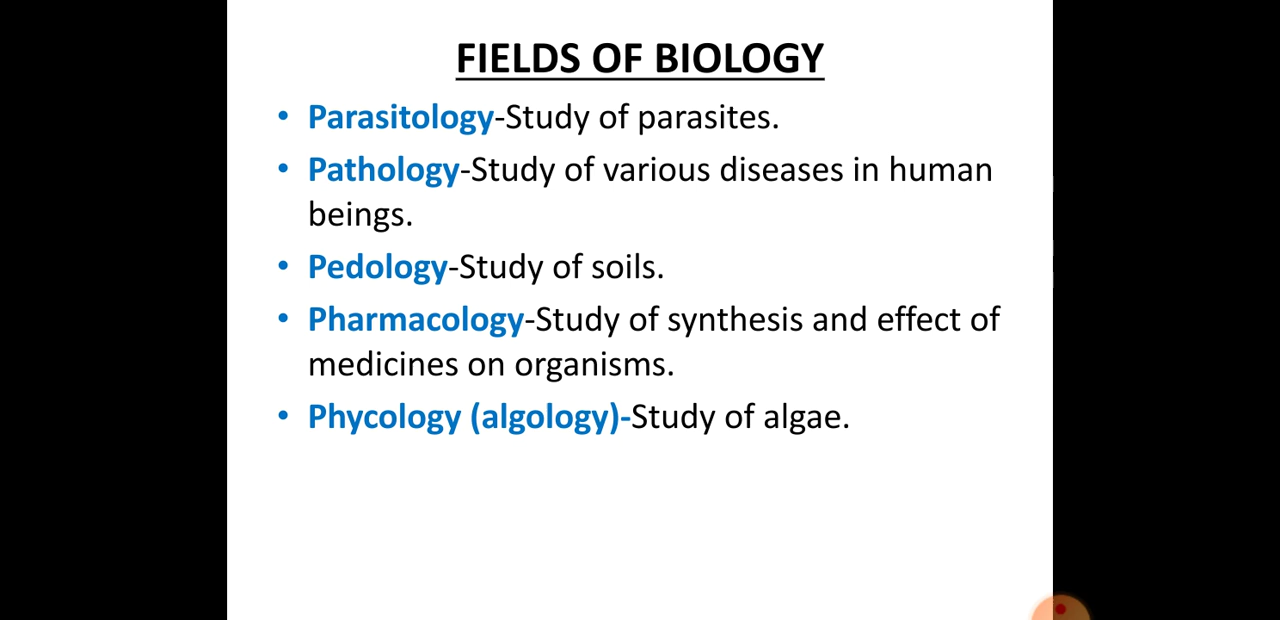 FIELDS OF BIOLOGY
• Parasitology-Study of parasites.
• Pathology-Study of various diseases in human
beings.
• Pedology-Study of soils.
• Pharmacology-Study of synthesis and effect of
medicines on organisms.
• Phycology (algology)-Study of algae.